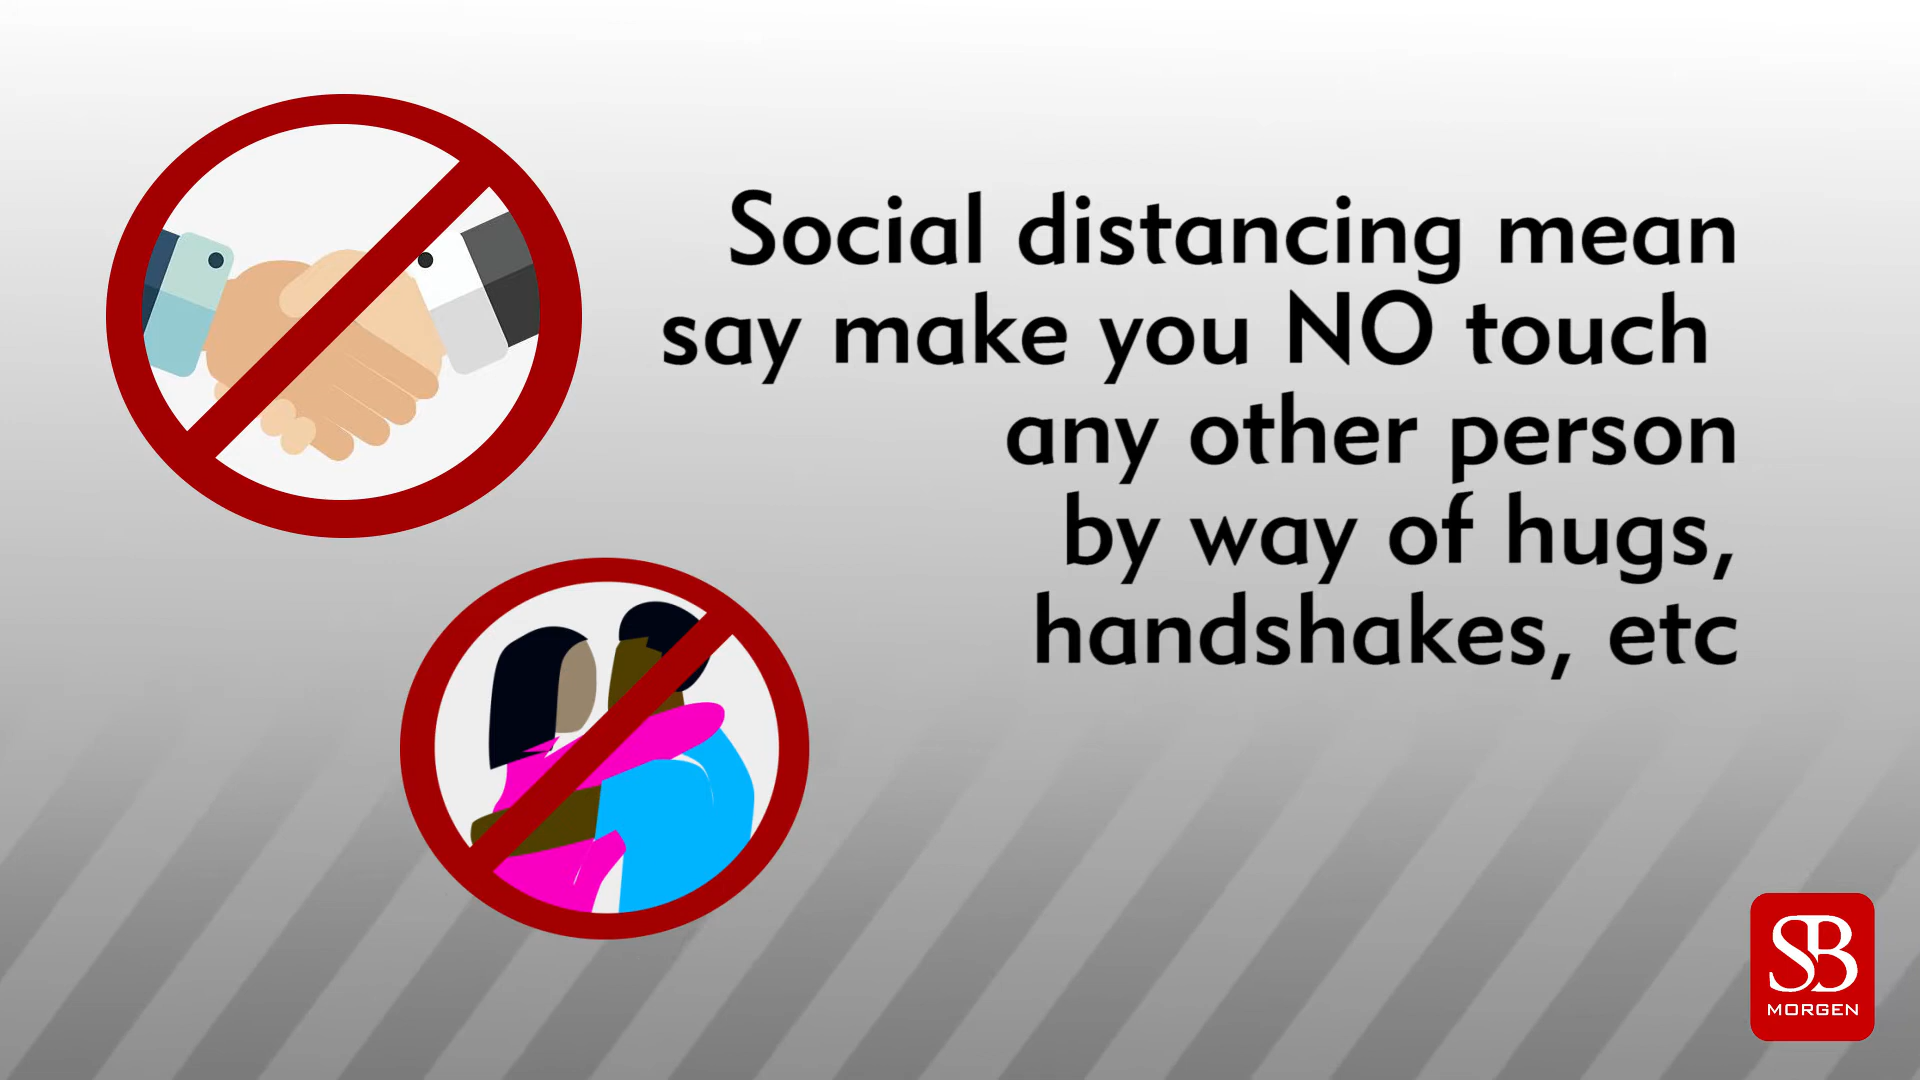 Social distancing mean
say make you NO touch
any other person
by way of hugs,
handshakes, etc
SB
MORGEN